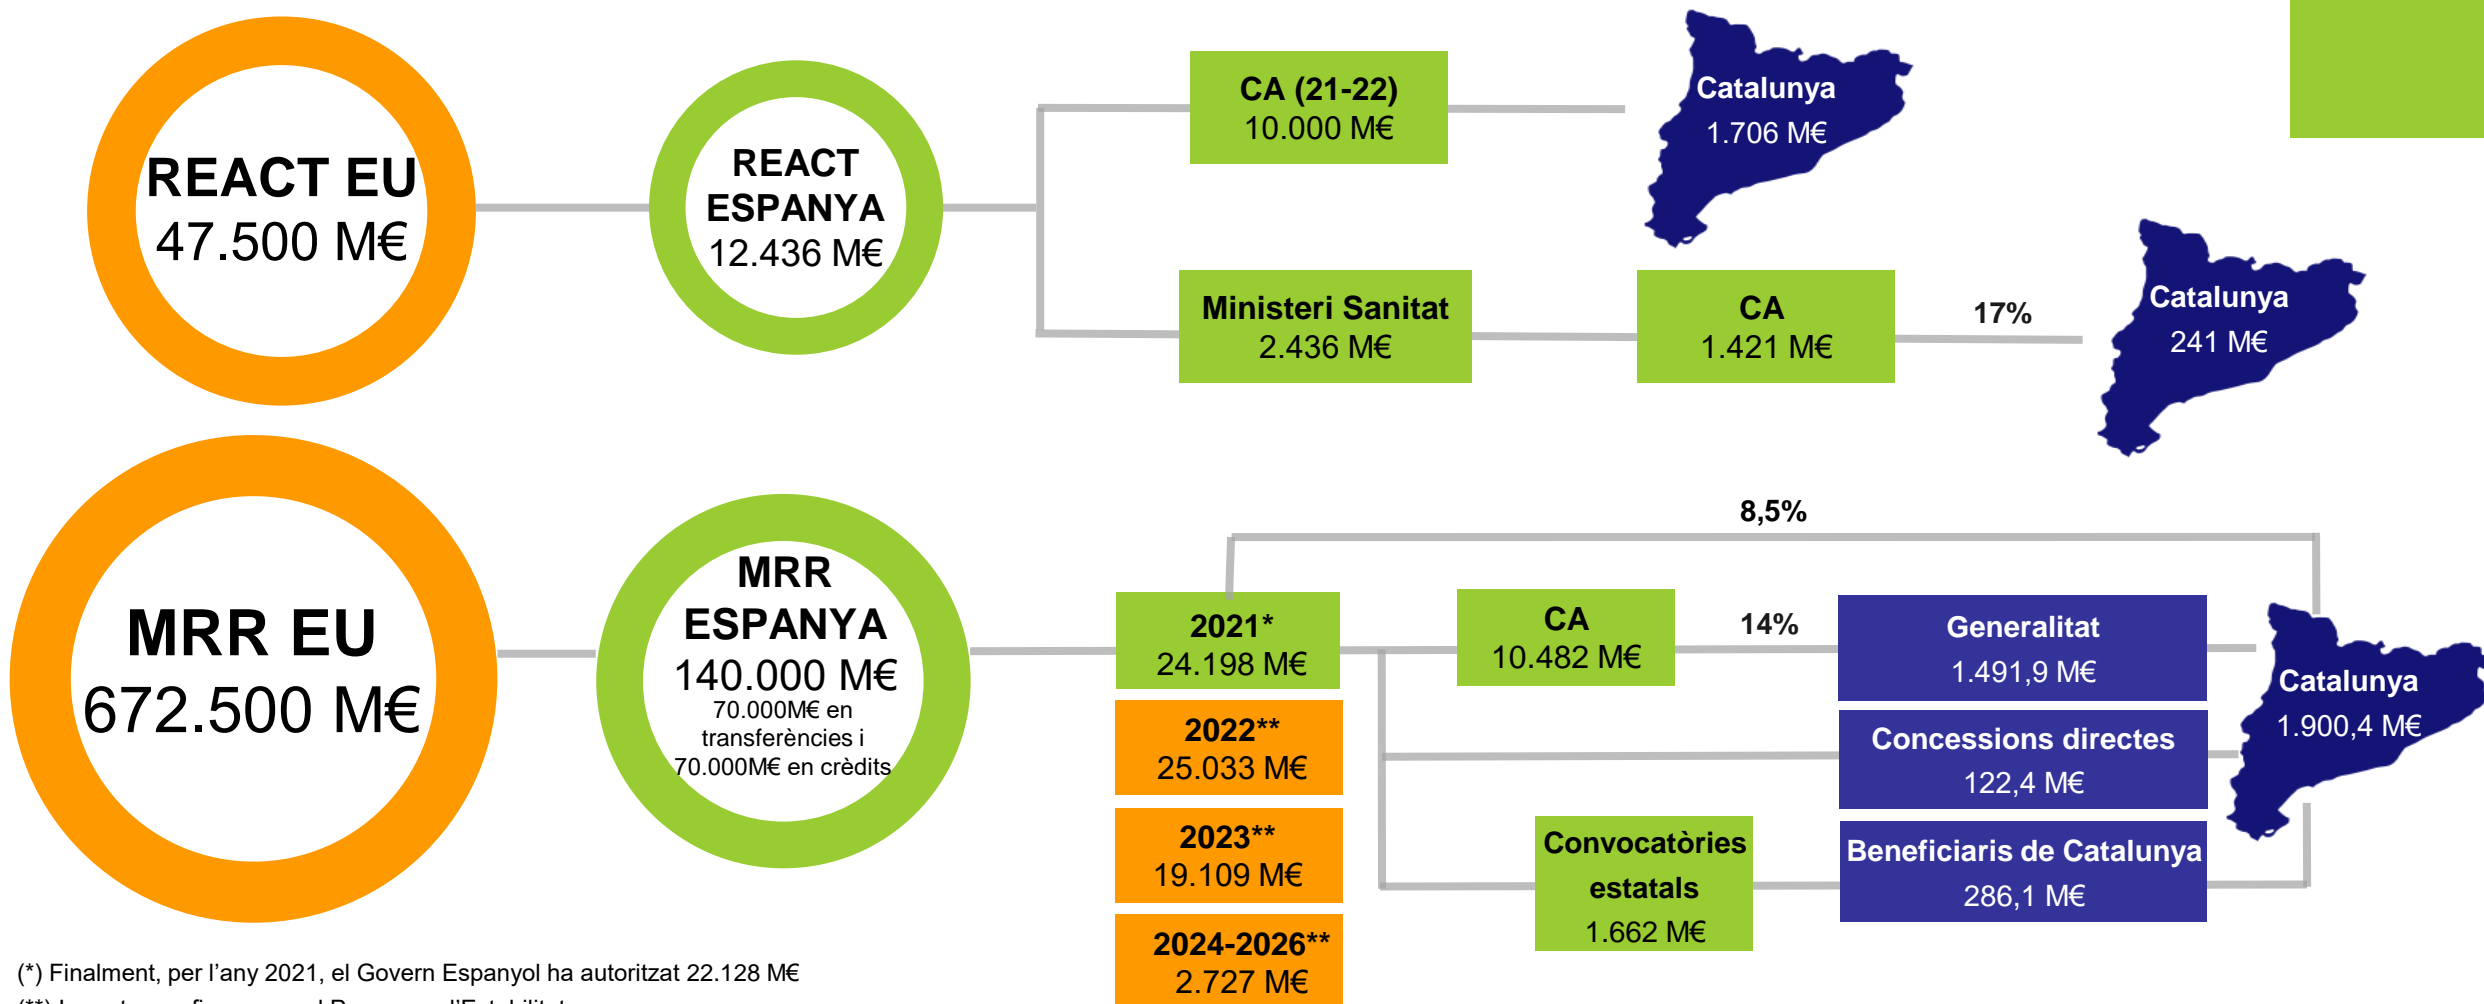 REACT EU
47.500 M€
REACT
ESPANYA
12.436 M€
CA (21-22)
10.000 M€
Catalunya
1.706 M€
Ministeri Sanitat
2.436 M€
CA
1.421 M€
17%
Catalunya
241 M€
MRR EU
672.500 M€
MRR
ESPANYA
140.000 M€
70.000M€ en
transferències i
70.000M€ en crèdits
8,5%
2021*
24.198 M€
2022**
25.033 M€
2023**
19.109 M€
2024-2026**
2.727 M€
CA
10.482 M€
14%
Generalitat
1.491,9 M€
Concessions directes
122,4 M€
Convocatòries
estatals
1.662 M€
Beneficiaris de Catalunya
286,1 M€
Catalunya
1.900,4 M€
(*) Finalment, per l’any 2021, el Govern Espanyol ha autoritzat 22.128 M€